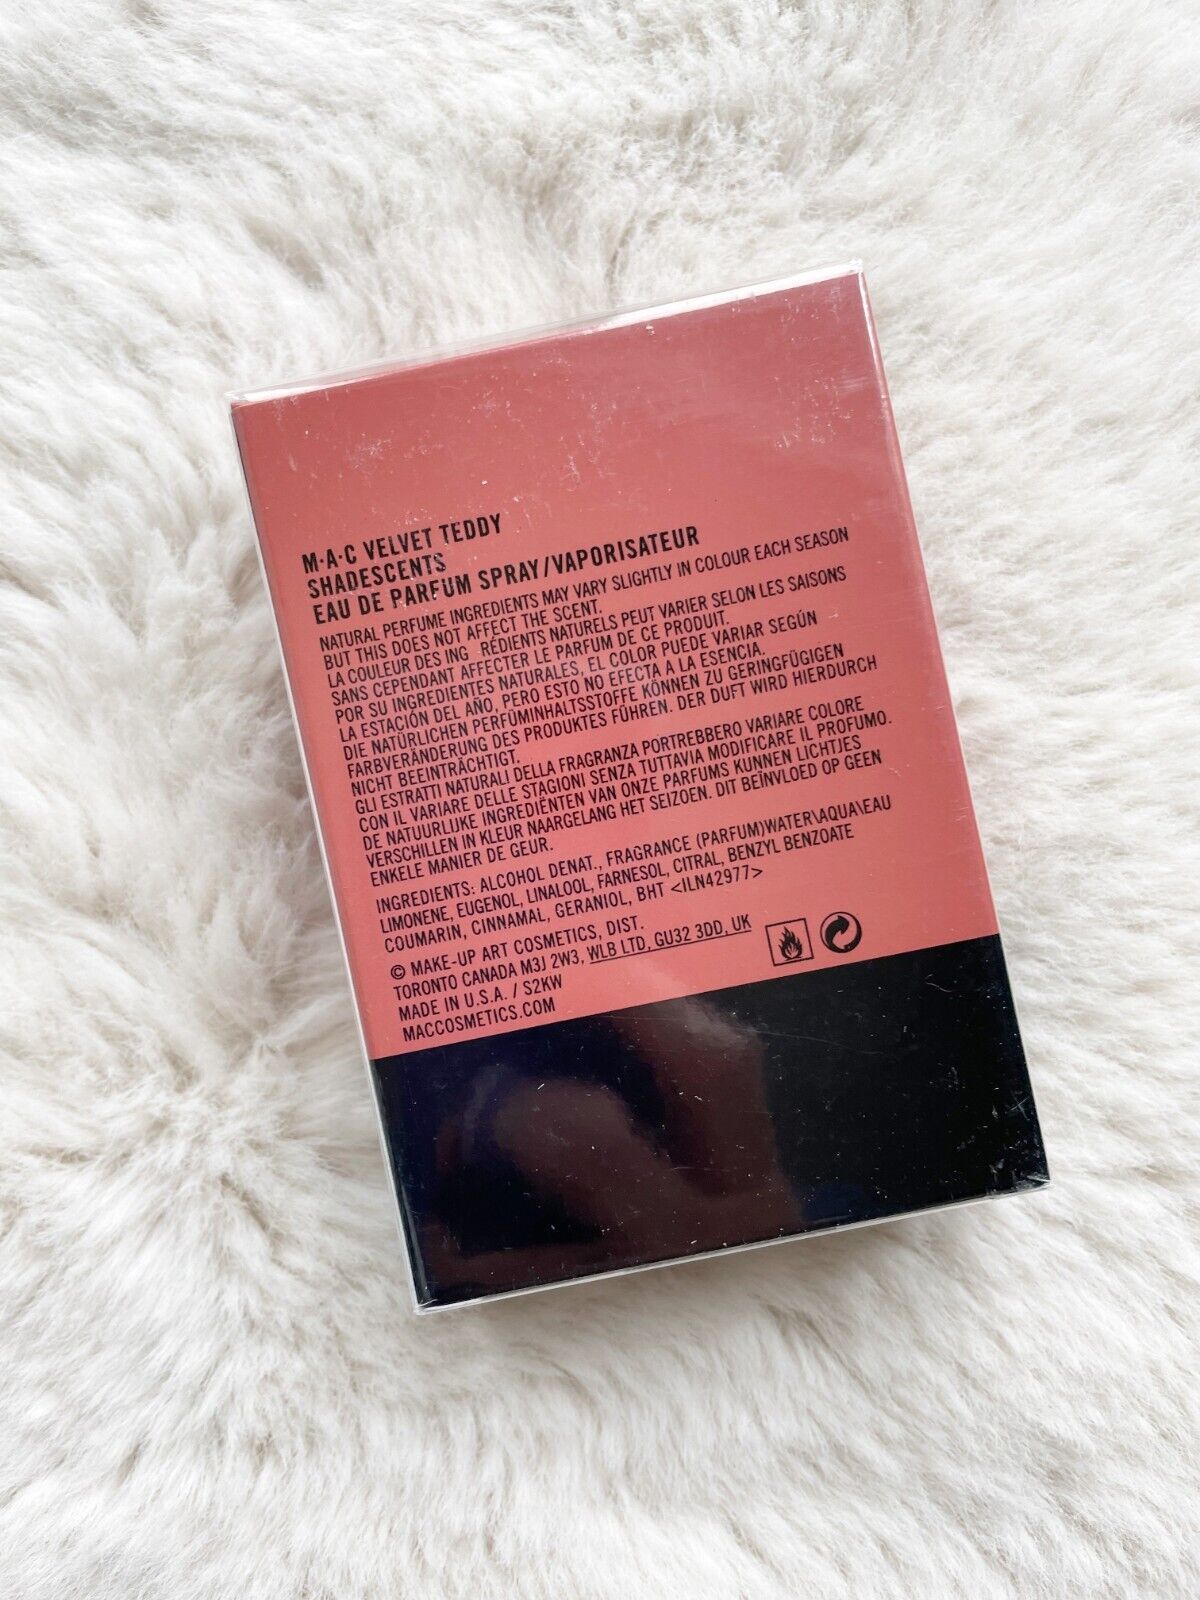 M·A·C VELVET TEDDY
SHADESCENTS
EAU DE PARFUM SPRAY/VAPORISATEUR
NATURAL PERFUME INGREDIENTS MAY VARY SLIGHTLY IN COLOUR EACH SEASON
BUT THIS DOES NOT AFFECT THE SCENT.
LA COULEUR DES ING RÉDIENTS NATURELS PEUT VARIER SELON LES SAISONS
SANS CEPENDANT AFFECTER LE PARFUM DE CE PRODUIT.
POR SU INGREDIENTES NATURALES, EL COLOR PUEDE VARIAR SEGÚN
LA ESTACIÓN DEL AÑO, PERO ESTO NO EFECTA A LA ESENCIA.
DIE NATÜRLICHEN PERFÜMINHALTSSTOFFE KÖNNEN ZU GERINGFÜGIGEN
FARBVERÄNDERUNG DES PRODUKTES FÜHREN. DER DUFT WIRD HIERDURCH
NICHT BEEINTRÄCHTIGT.
GLI ESTRATTI NATURALI DELLA FRAGRANZA PORTREBBERO VARIARE COLORE
CON IL VARIARE DELLE STAGIONI SENZA TUTTAVIA MODIFICARE IL PROFUMO.
DE NATUURLIJKE INGREDIËNTEN VAN ONZE PARFUMS KUNNEN LICHTJES
VERSCHILLEN IN KLEUR NAARGELANG HET SEIZOEN. DIT BEÏNVLOED OP GEEN
ENKELE MANIER DE GEUR.
INGREDIENTS: ALCOHOL DENAT., FRAGRANCE (PARFUM)WATER\AQUA\EAU
LIMONENE, EUGENOL, LINALOOL, FARNESOL, CITRAL, BENZYL BENZOATE
COUMARIN, CINNAMAL, GERANIOL, BHT <ILN42977>
© MAKE-UP ART COSMETICS, DIST.
TORONTO CANADA M3J 2W3, WLB LTD, GU32 3DD, UK
MADE IN U.S.A. / S2KW
MACCOSMETICS.COM